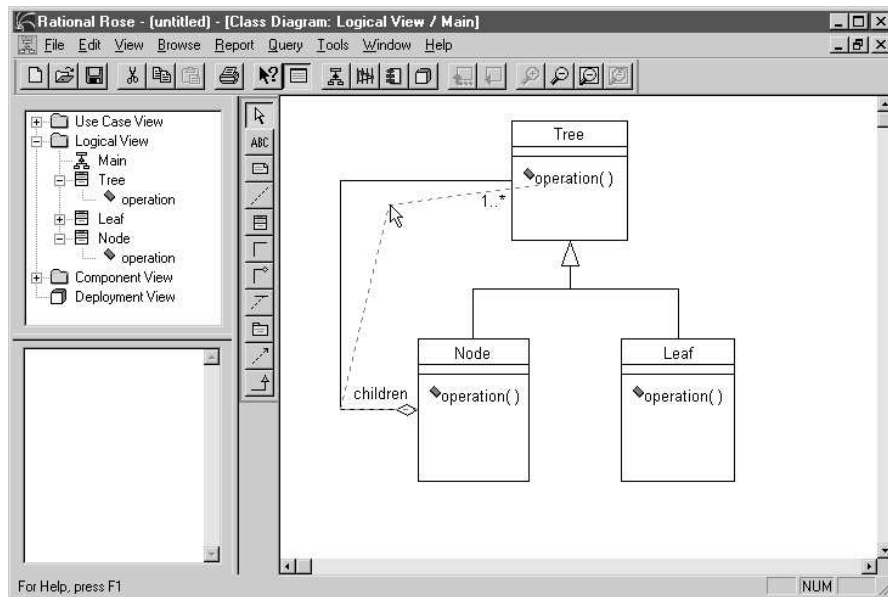 Rational Rose - (untitled) - [Class Diagram: Logical View / Main]
File Edit View Browse Report Query Tools Window Help
ABC
Use Case View
Logical View
Main
Tree
operation
Leaf
Node
operation
Component View
Deployment View
Tree
operation( )
1..*
Node
operation( )
Leaf
operation( )
children
For Help, press F1
NUM